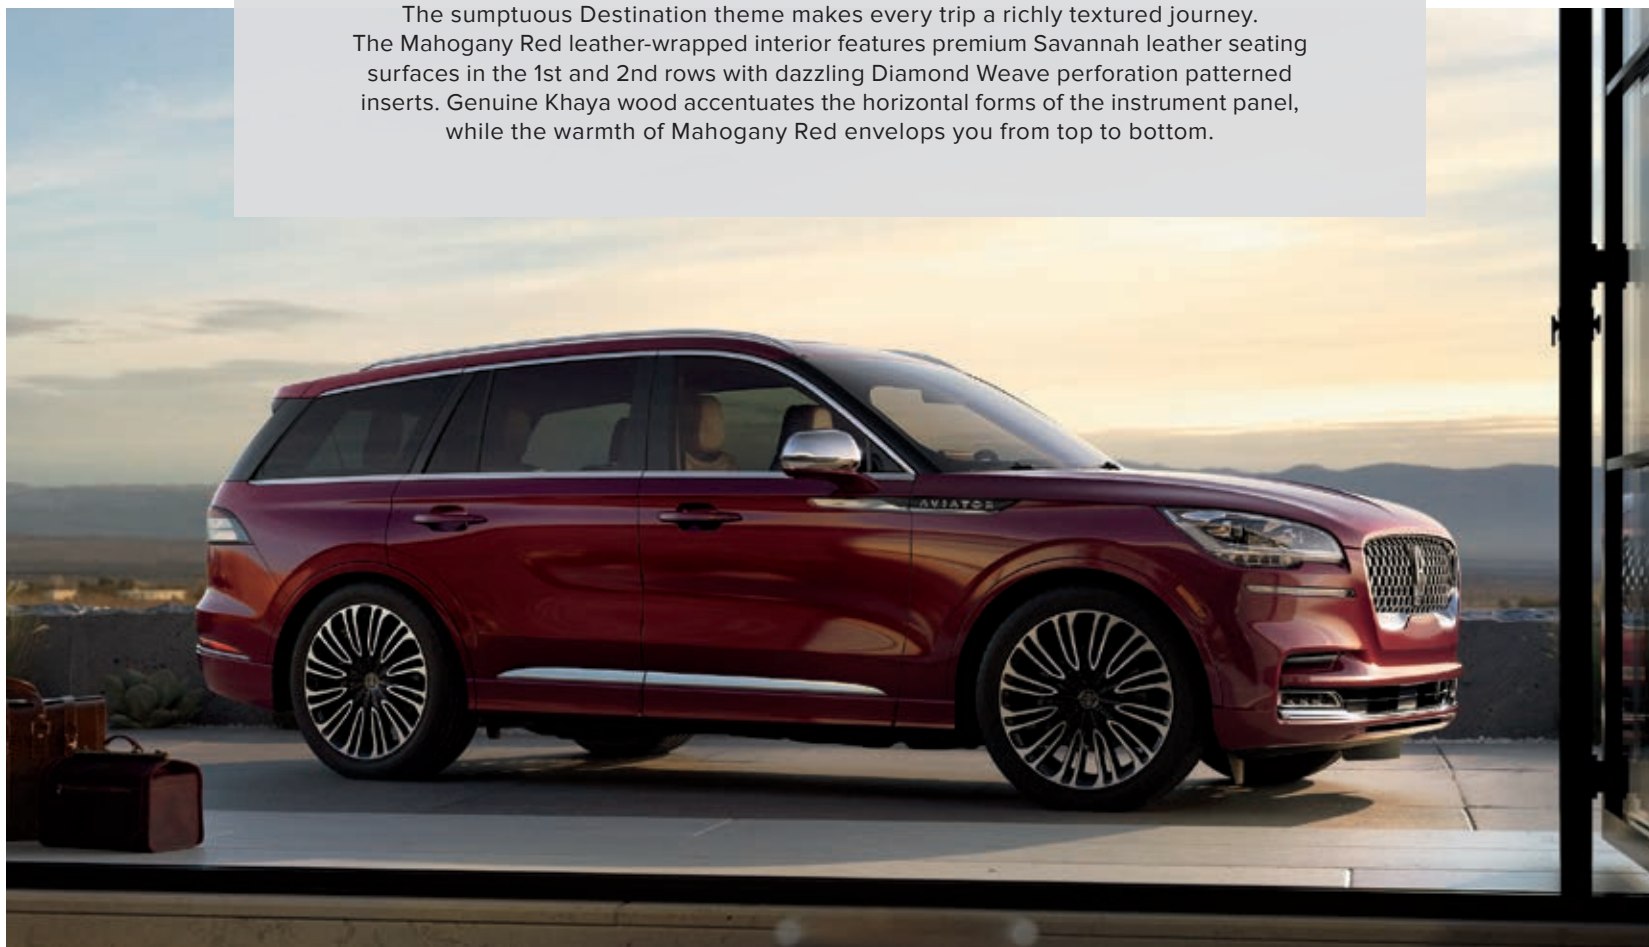 The sumptuous Destination theme makes every trip a richly textured journey.
The Mahogany Red leather-wrapped interior features premium Savannah leather seating
surfaces in the 1st and 2nd rows with dazzling Diamond Weave perforation patterned
inserts. Genuine Khaya wood accentuates the horizontal forms of the instrument panel,
while the warmth of Mahogany Red envelops you from top to bottom.
AVIATOR